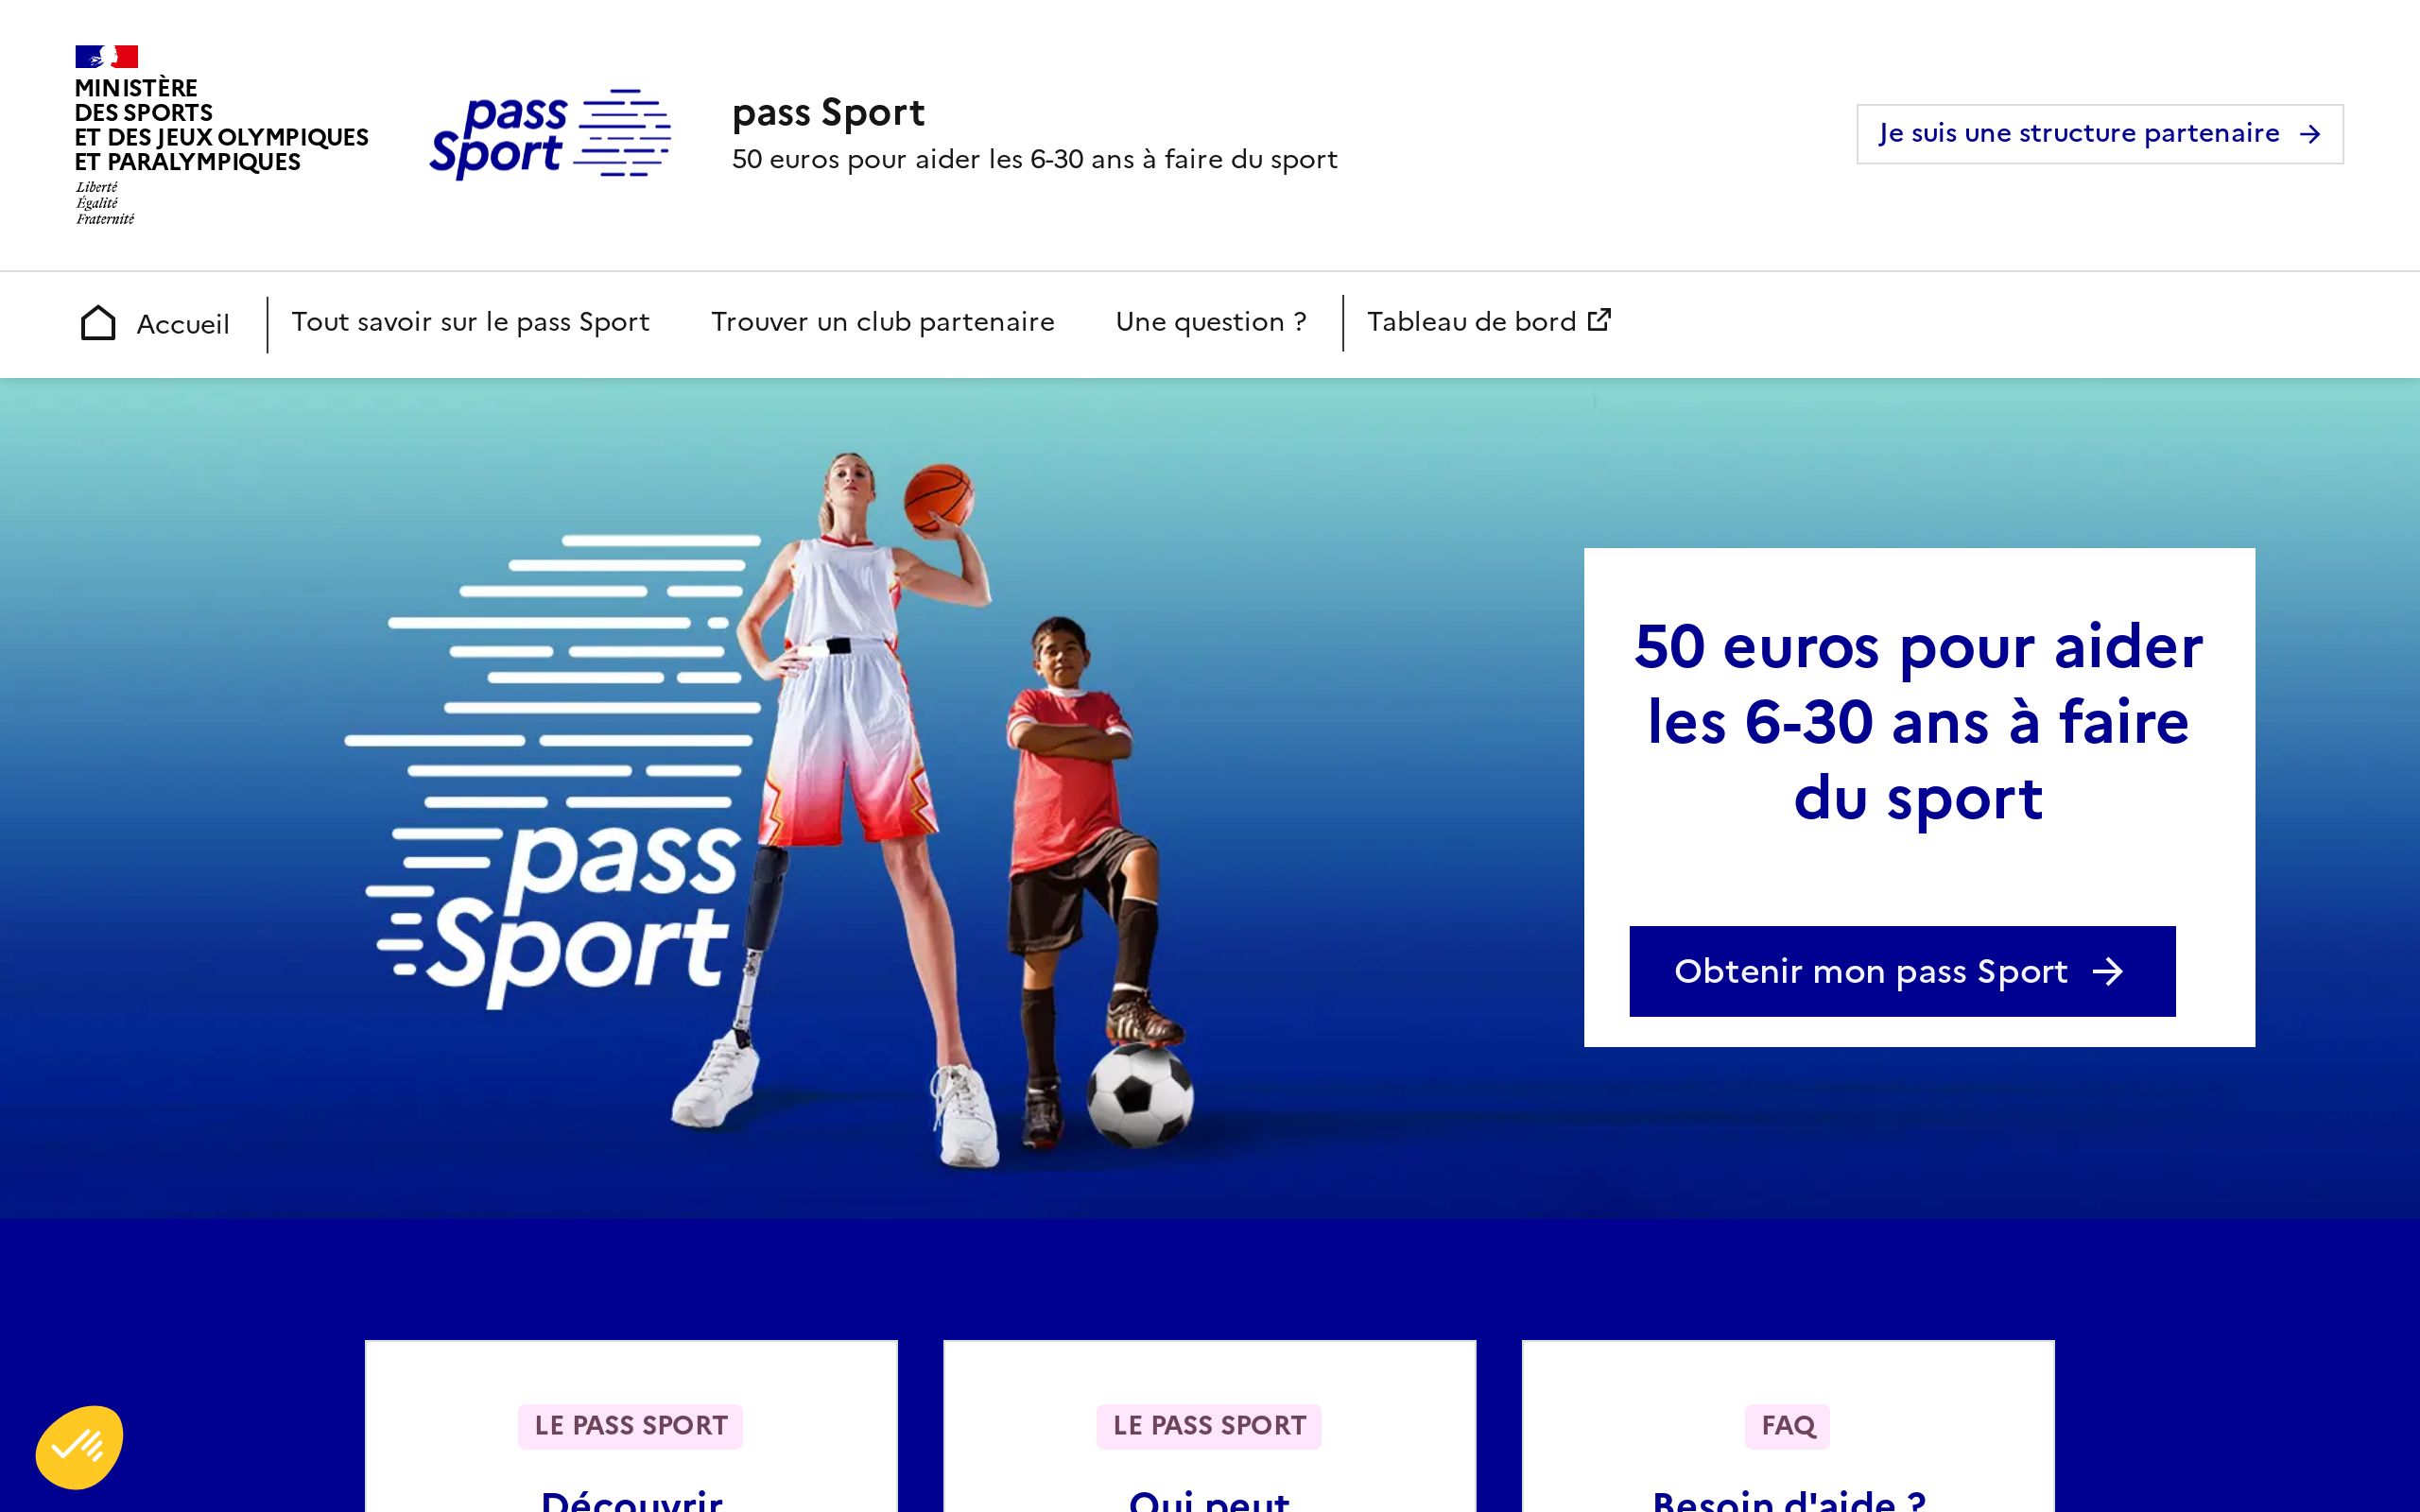 MINISTÈRE
DES SPORTS
ET DES JEUX OLYMPIQUES
ET PARALYMPIQUES
Liberté
Égalité
Fraternité
pass
Sport
pass Sport
50 euros pour aider les 6-30 ans à faire du sport
Je suis une structure partenaire
Accueil
Tout savoir sur le pass Sport
Trouver un club partenaire
Une question ?
Tableau de bord
pass
Sport
50 euros pour aider
les 6-30 ans à faire
du sport
Obtenir mon pass Sport
LE PASS SPORT
Découvrir
LE PASS SPORT
Qui peut
FAQ
Besoin d'aide ?